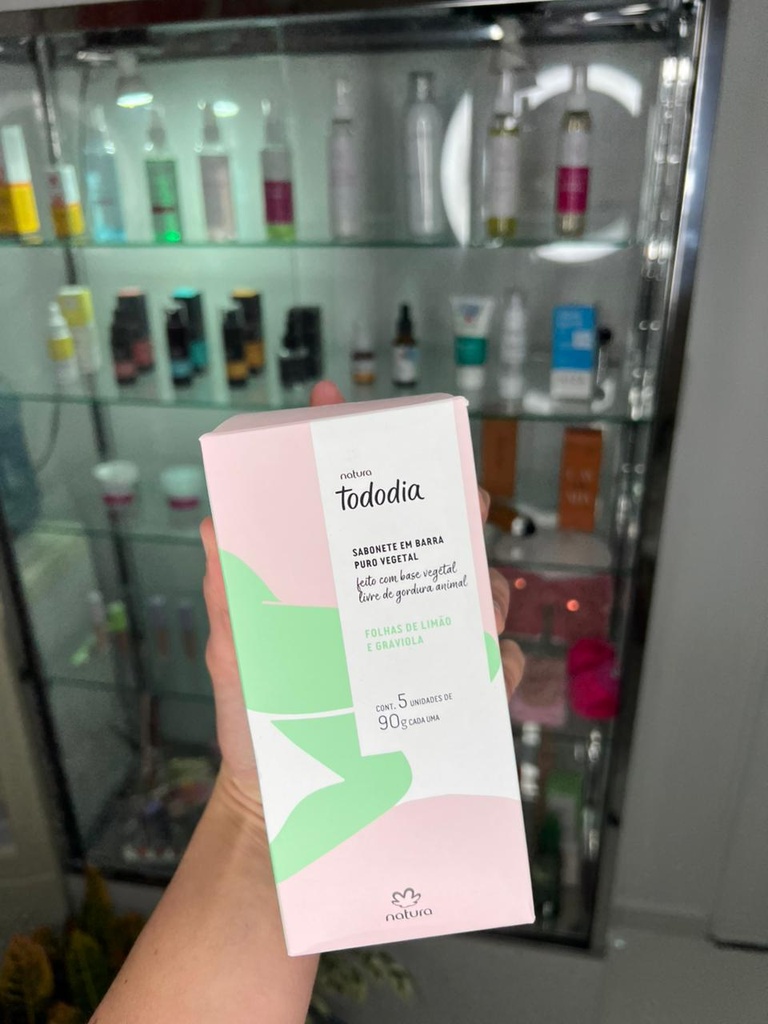 natura
tododia
SABONETE EM BARRA
PURO VEGETAL
feito com base vegetal
livre de gordura animal
FOLHAS DE LIMÃO
E GRAVIOLA
CONT. 5 UNIDADES DE
90g CADA UMA
natura